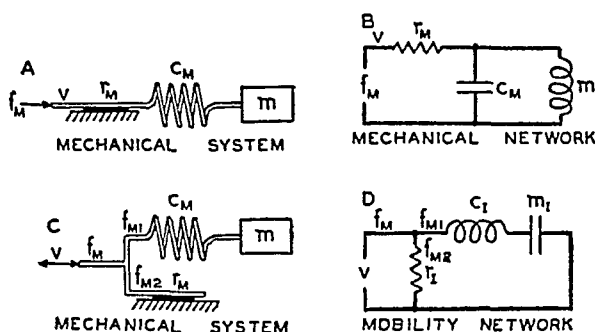 A
f_M
V
r_M
C_M
m
MECHANICAL SYSTEM
B
V
r_M
f_M
C_M
m
MECHANICAL NETWORK
C
V
f_M
f_M1
C_M
m
f_M2
r_M
MECHANICAL SYSTEM
D
f_M
f_M1
C_I
m_I
V
f_M2
r_I
MOBILITY NETWORK